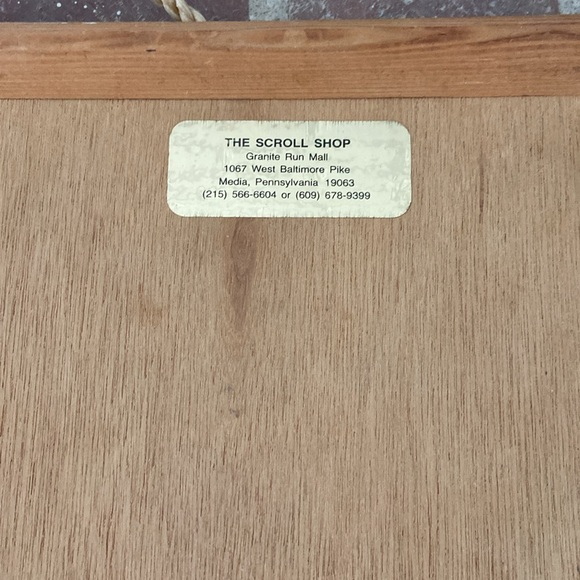 THE SCROLL SHOP
Granite Run Mall
1067 West Baltimore Pike
Media, Pennsylvania 19063
(215) 566-6604 or (609) 678-9399